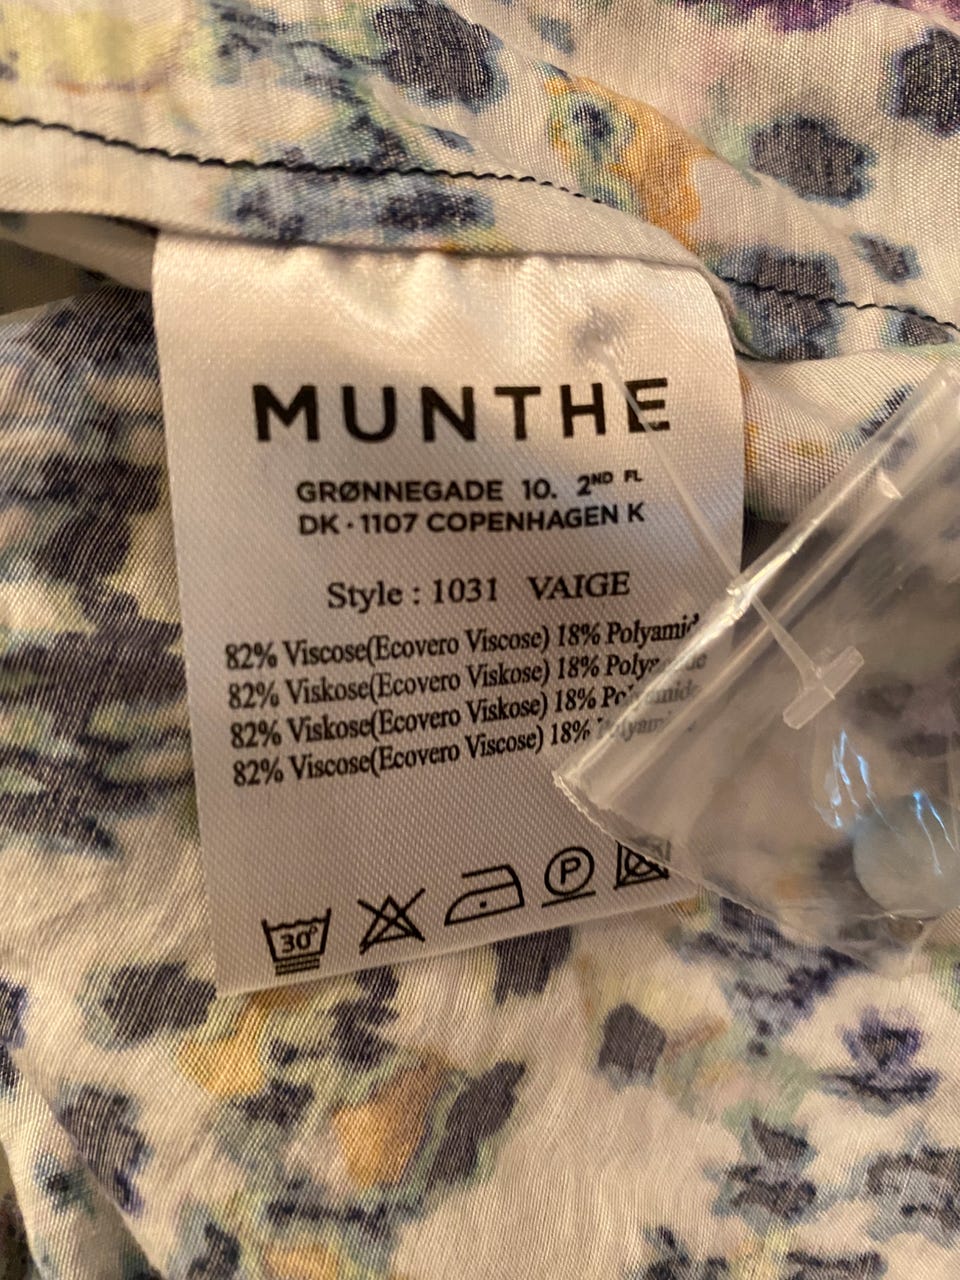 MUNTHE
GRØNNEGADE 10. 2ND FL
DK · 1107 COPENHAGEN K
Style : 1031 VAIGE
82% Viscose(Ecovero Viscose) 18% Polyamid
82% Viskose(Ecovero Viskose) 18%
82% Viskose(Ecovero Viskose) 18%
82% Viscose(Ecovero Viscose) 18%
30°
P